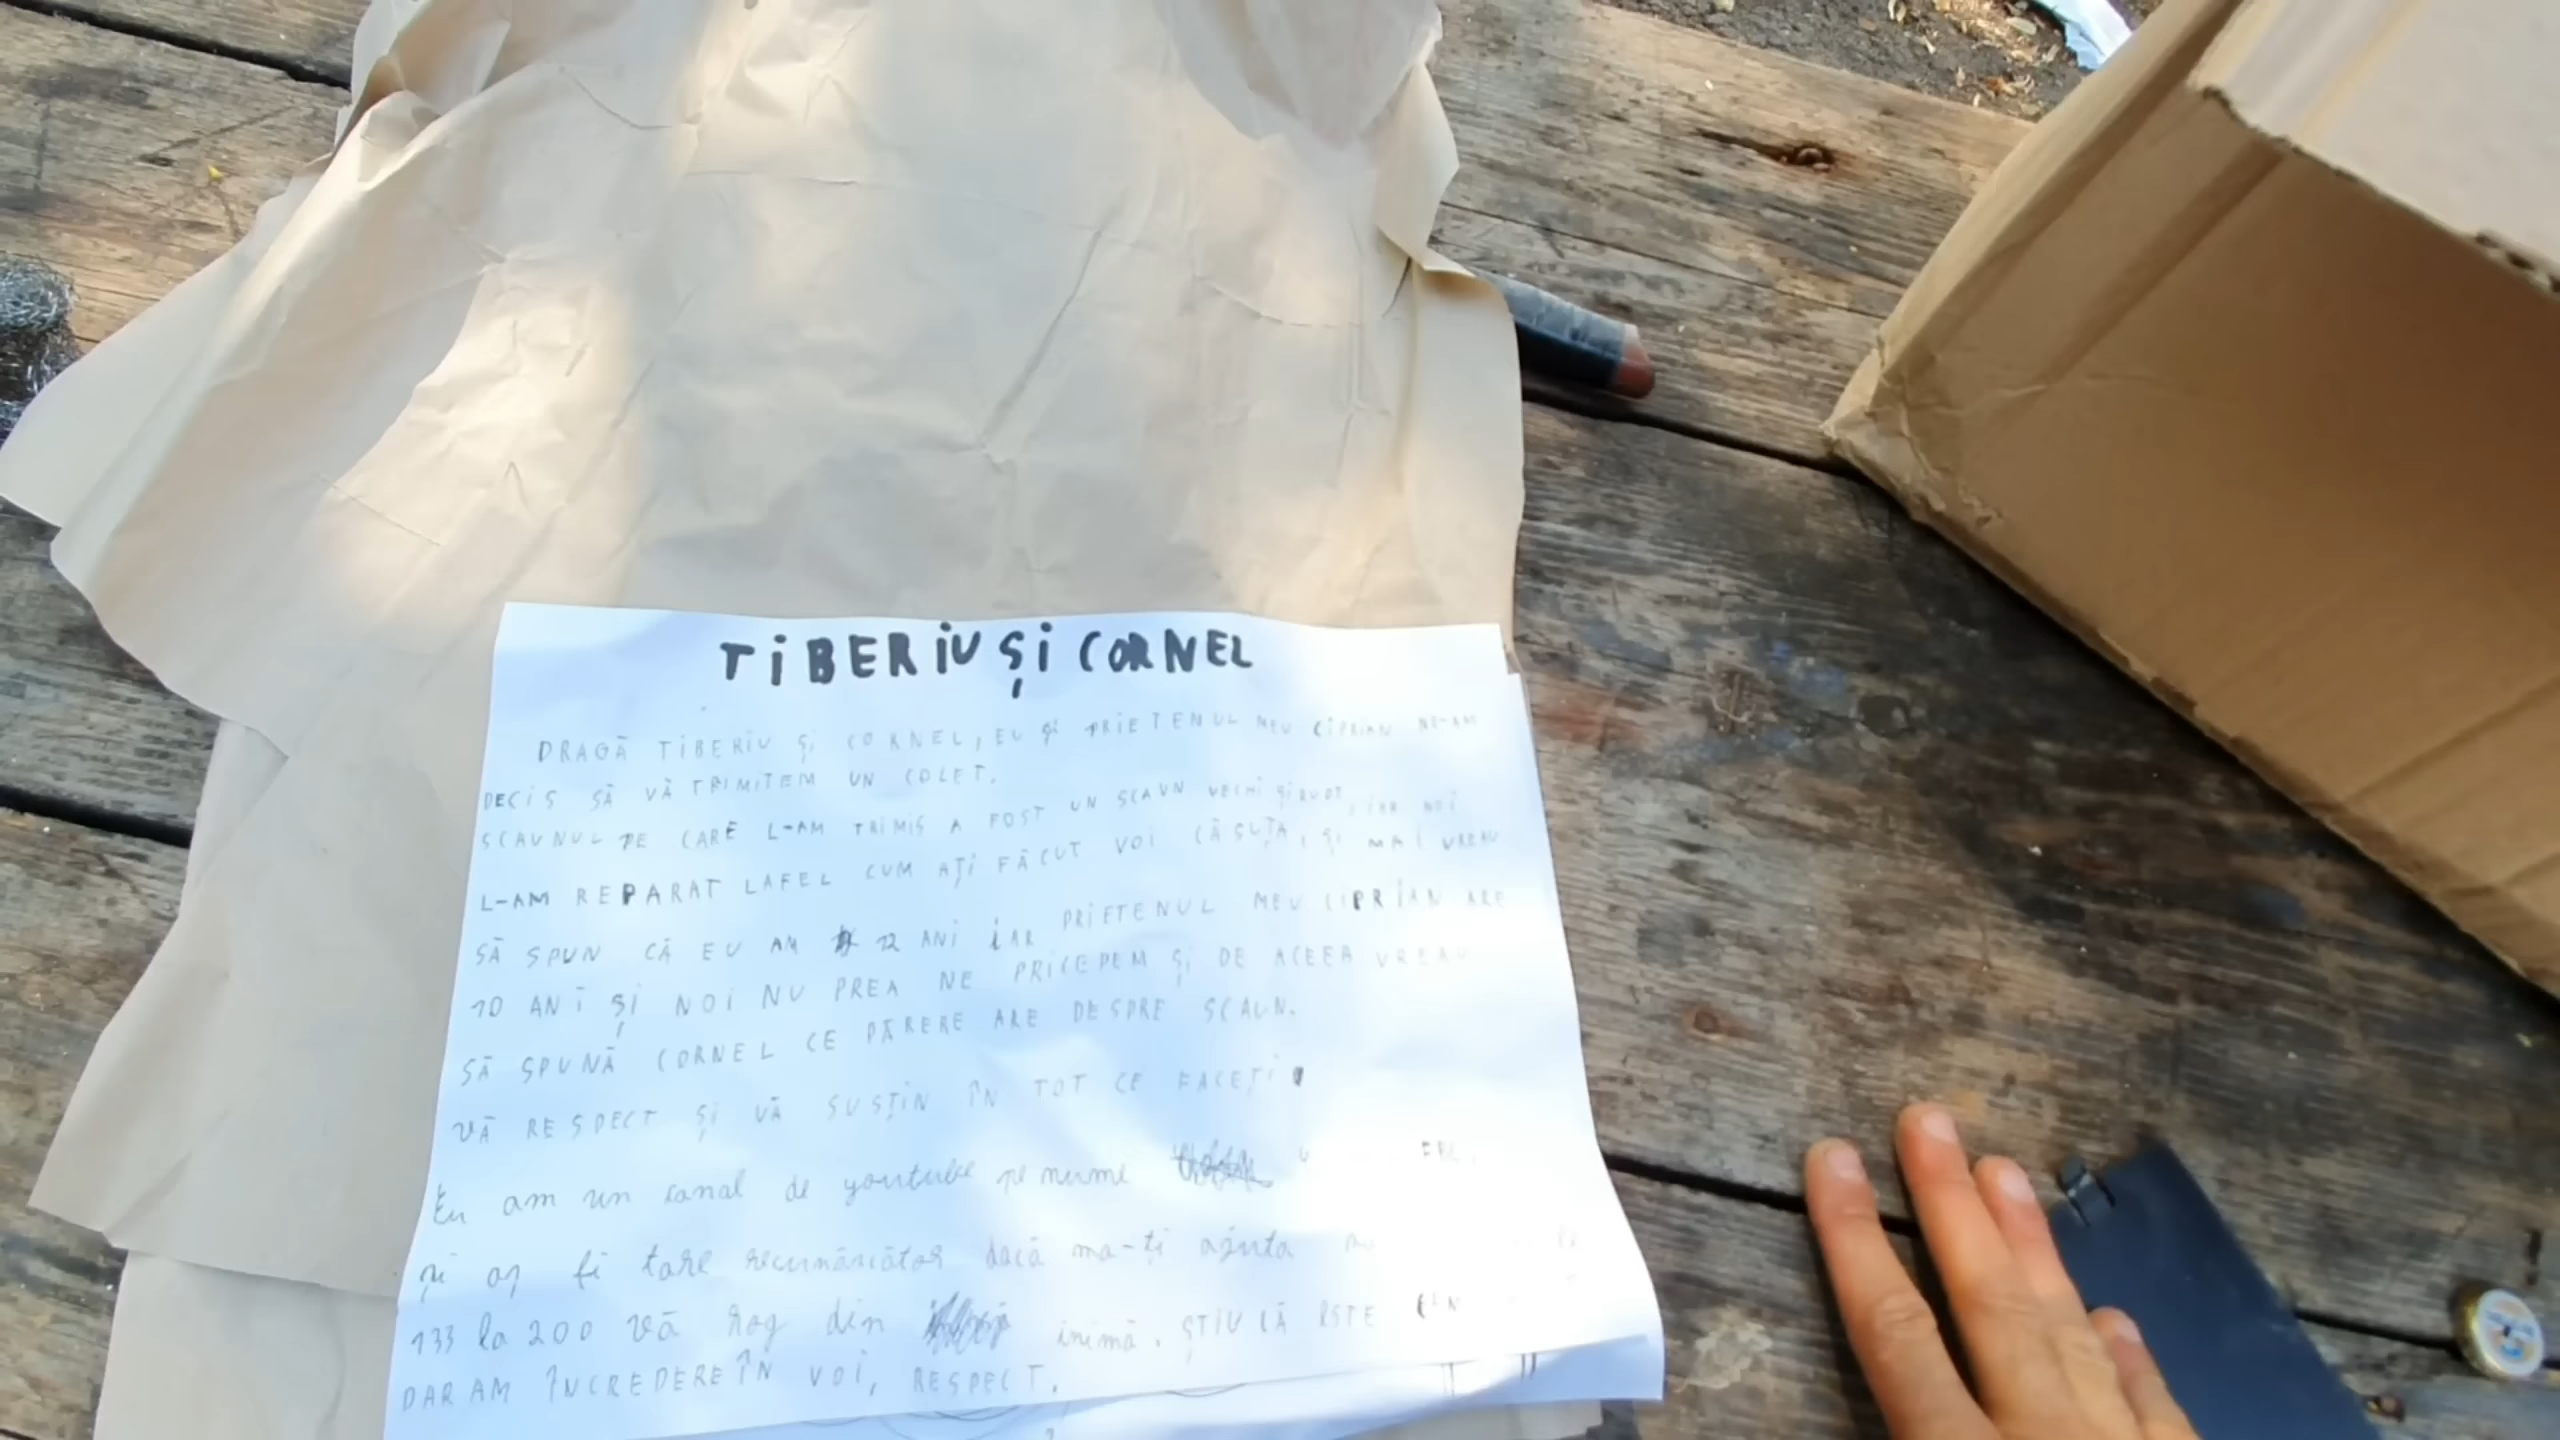 TiBERiU ȘI CORNEL
DRAGĂ TiBERiU Și CORNEL, EU și PRIETENUL MEU CIPRIAN NE-AM
DECIS SĂ VĂ TRIMITEM UN COLET.
SCAUNUL PE CARE L-AM TRIMIS A FOST UN SCAUN VECHI ȘI RUPT, IAR NOI
L-AM REPARAT LAFEL CUM AȚI FĂCUT VOI CĂSUȚA, ȘI MAI VREAU
SĂ SPUN CĂ EU AM 12 ANI IAR PRIETENUL MEU CIPRIAN ARE
10 ANI ȘI NOI NU PREA NE PRICEPEM ȘI DE ACEEA VREAU
SĂ SPUNĂ CORNEL CE PĂRERE ARE DESPRE SCAUN.
VĂ RESPECT ȘI VĂ SUSȚIN ÎN TOT CE FACEȚI
Eu am un canal de youtube pe nume
și aș fi tare recunăscător dacă ma-ți ajuta
133 la 200 vă rog din inimă. ȘTIU CĂ ESTE
DAR AM ÎNCREDERE ÎN VOI, RESPECT.